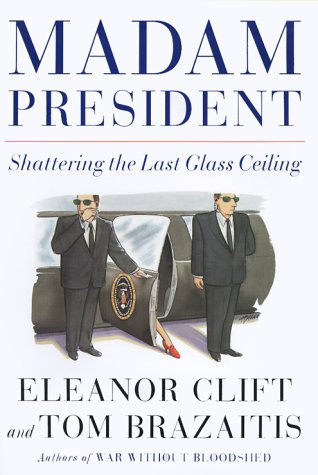 MADAM
PRESIDENT
Shattering the Last Glass Ceiling
ELEANOR CLIFT
and TOM BRAZAITIS
Authors of WAR WITHOUT BLOODSHED